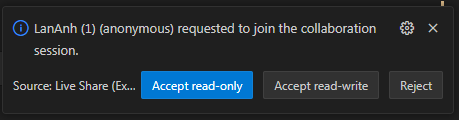 LanAnh (1) (anonymous) requested to join the collaboration
session.
Source: Live Share (Ex... Accept read-only Accept read-write Reject